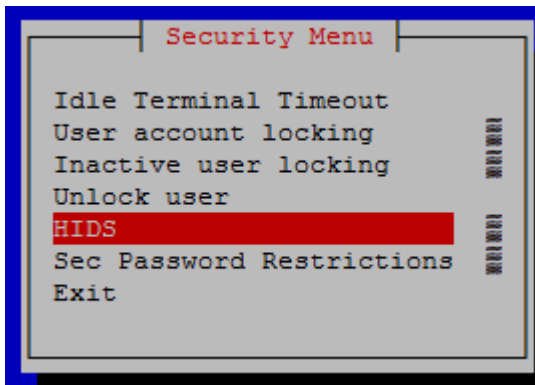 Security Menu
Idle Terminal Timeout
User account locking
Inactive user locking
Unlock user
HIDS
Sec Password Restrictions
Exit